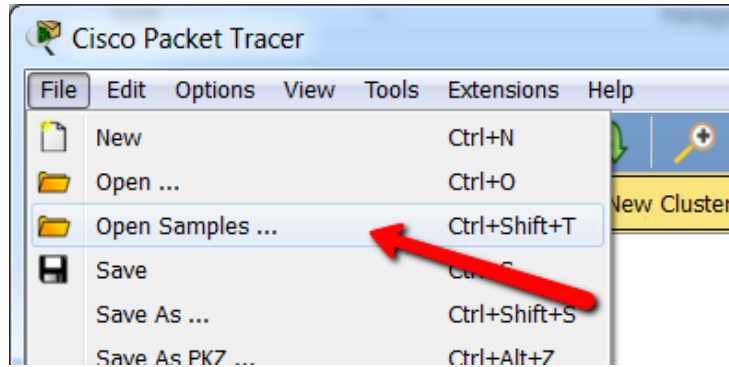 Cisco Packet Tracer
File Edit Options View Tools Extensions Help
New Ctrl+N
Open ... Ctrl+O
New Cluster
Open Samples ... Ctrl+Shift+T
Save
Save As ... Ctrl+Shift+S
Save As PKZ ... Ctrl+Alt+Z